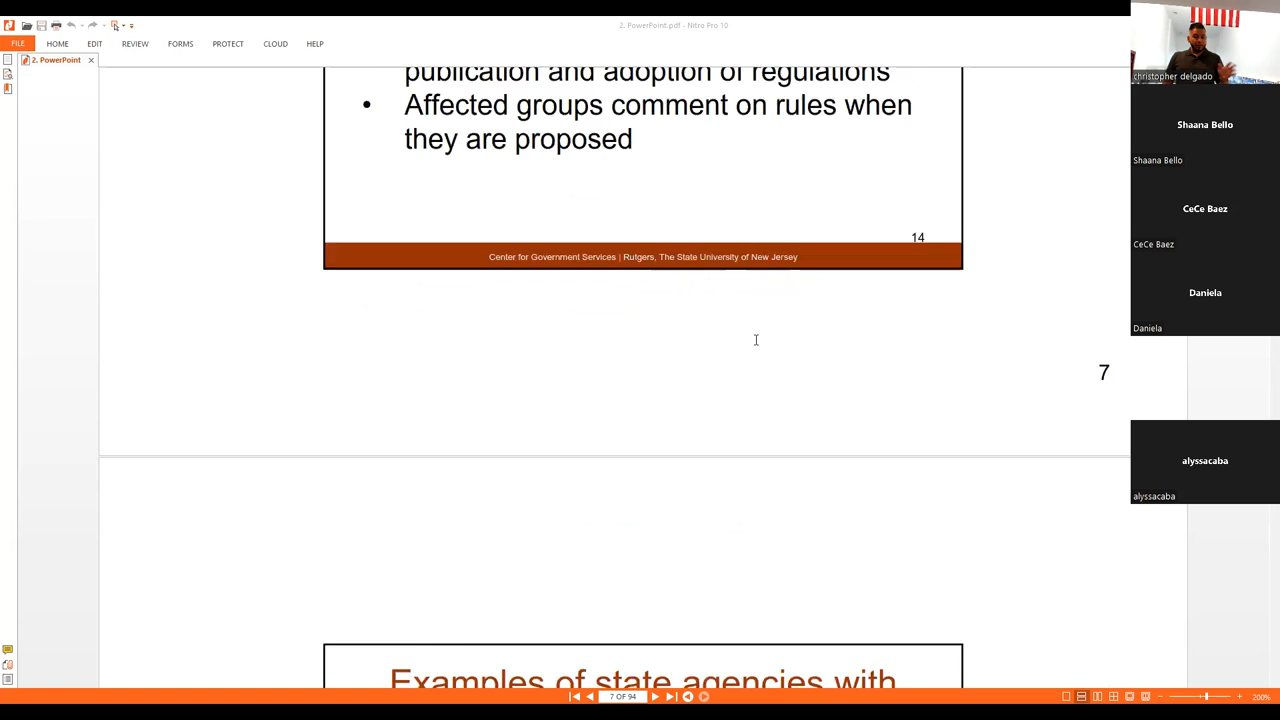 2. PowerPoint.pdf - Nitro Pro 10
FILE HOME EDIT REVIEW FORMS PROTECT CLOUD HELP
2. PowerPoint
publication and adoption of regulations
• Affected groups comment on rules when
they are proposed
14
Center for Government Services | Rutgers, The State University of New Jersey
7
Examples of state agencies with
7 OF 94
200%
christopher delgado
Shaana Bello
Shaana Bello
CeCe Baez
CeCe Baez
Daniela
Daniela
alyssacaba
alyssacaba